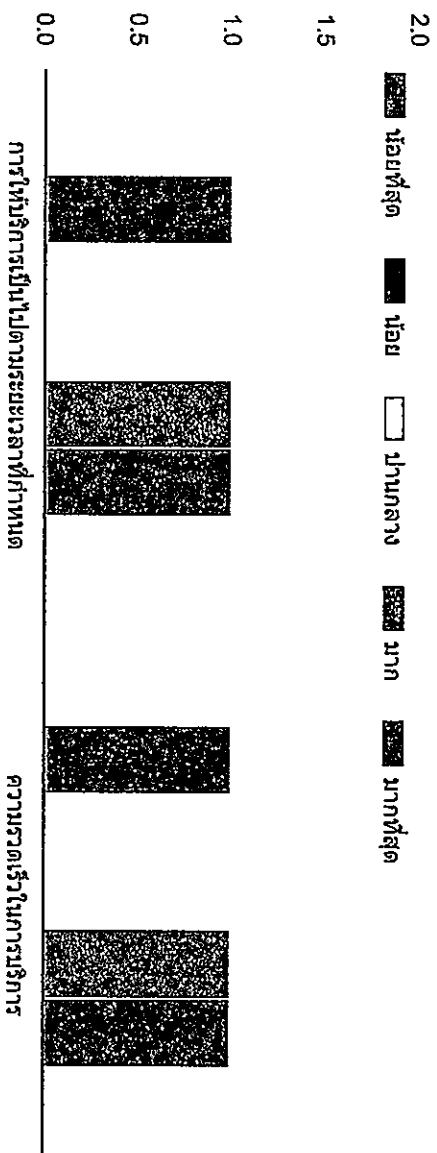 น้อยที่สุด น้อย ปานกลาง มาก มากที่สุด
2.0
1.5
1.0
0.5
0.0
การให้บริการเป็นไปตามระยะเวลาที่กำหนด ความรวดเร็วในการบริการ